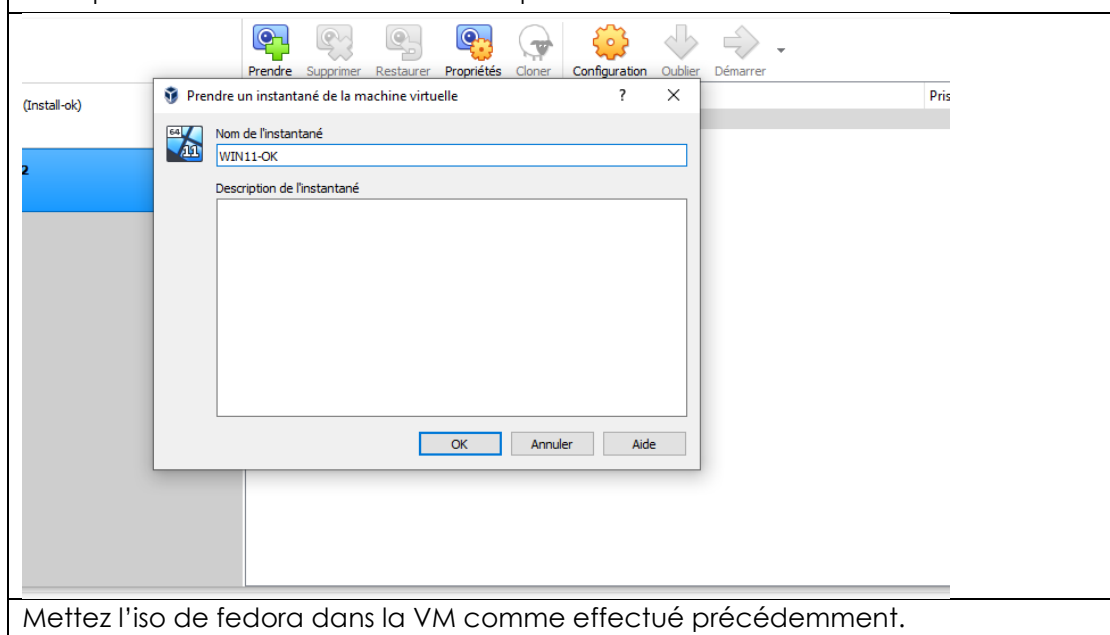 Prendre Supprimer Restaurer Propriétés Cloner Configuration Oublier Démarrer
(Install-ok)
Prendre un instantané de la machine virtuelle ? X
Pris
64
11
Nom de l'instantané
WIN11-OK
2
Description de l'instantané
OK Annuler Aide
Mettez l'iso de fedora dans la VM comme effectué précédemment.